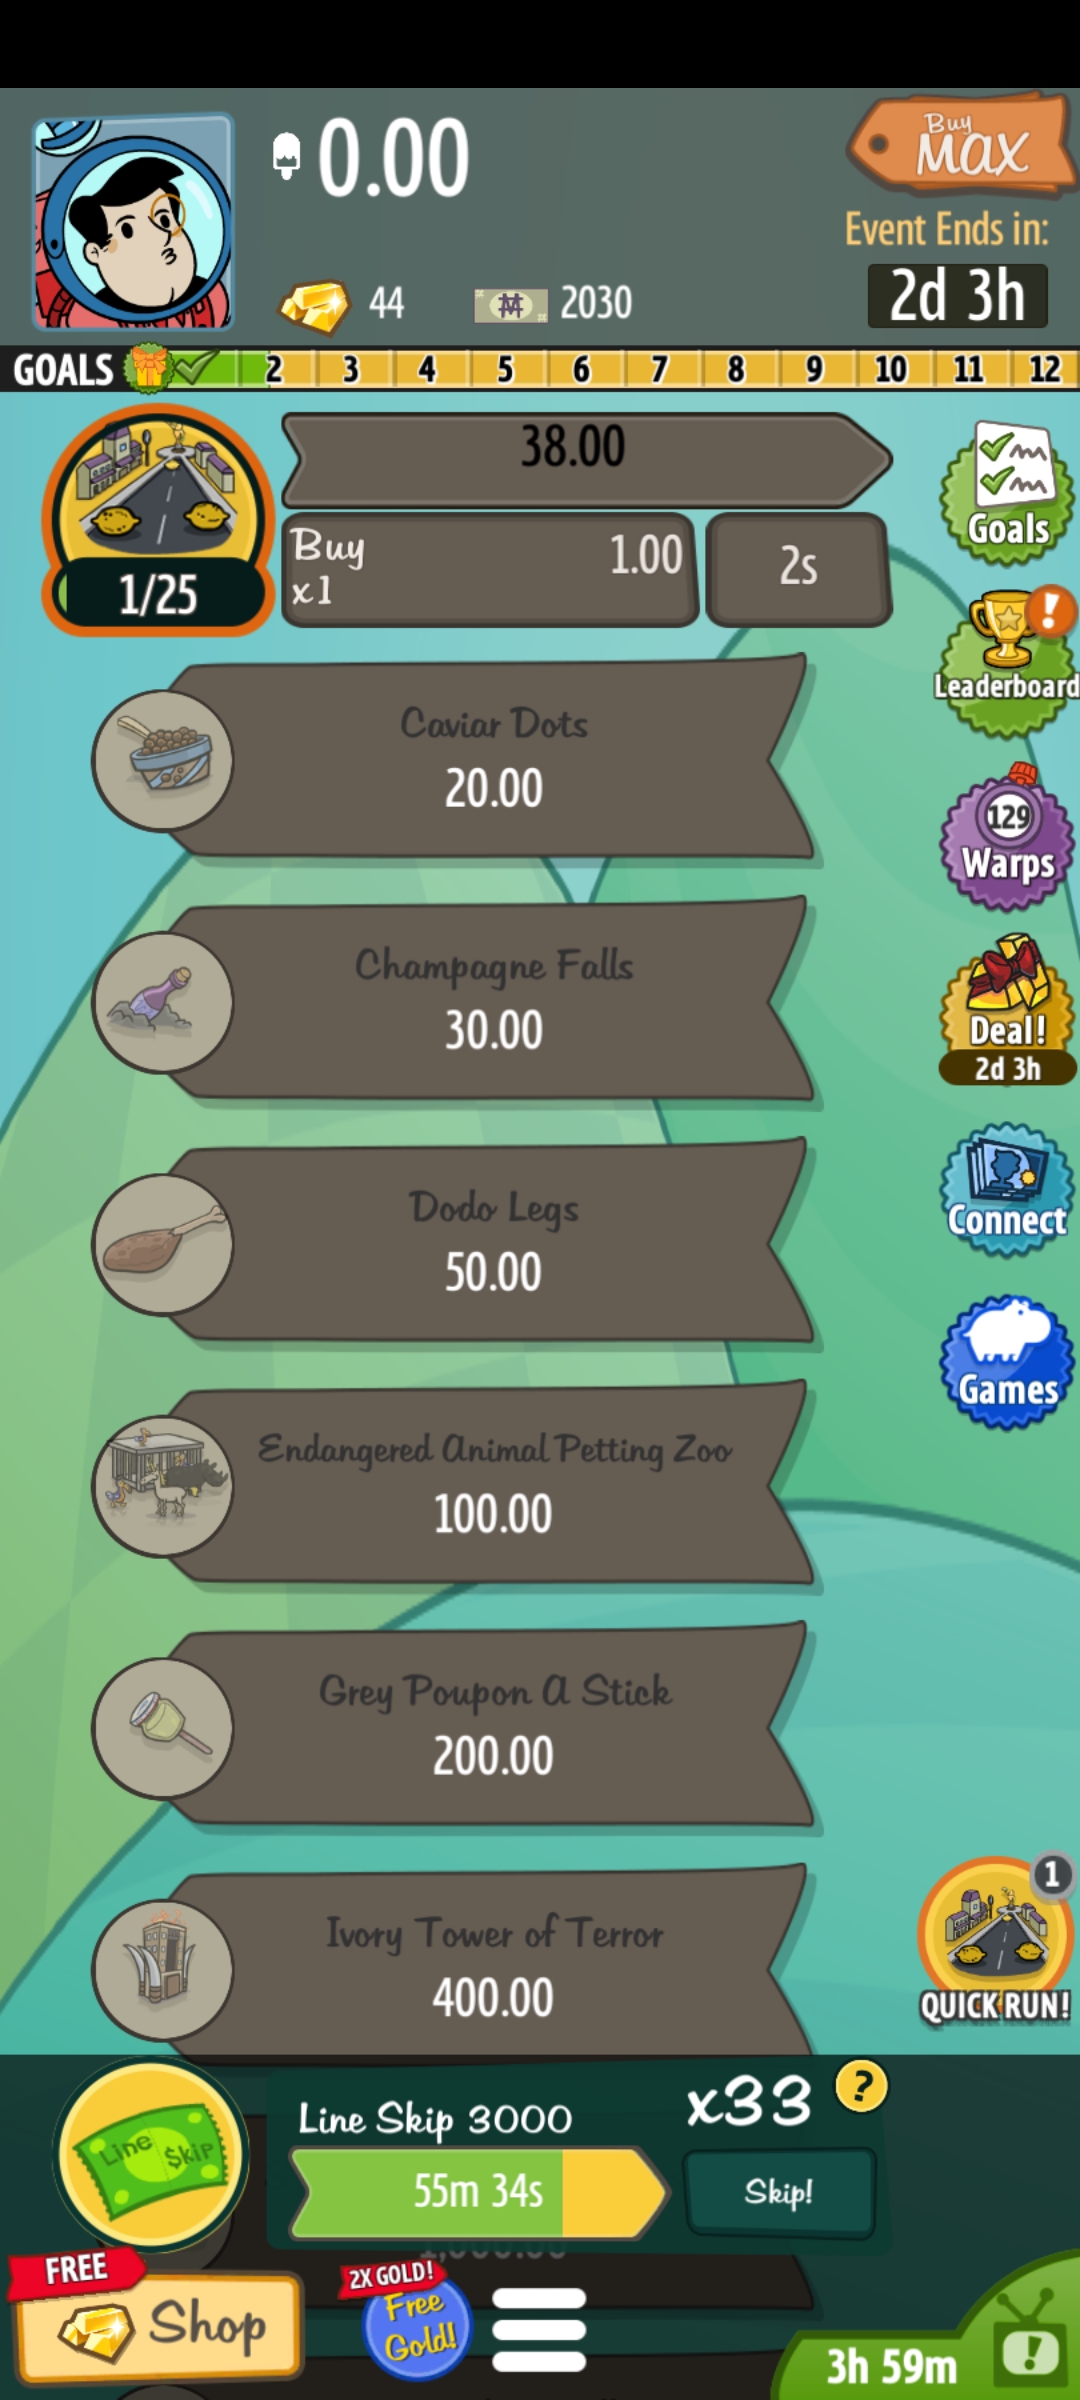 0.00
Buy
MAX
Event Ends in:
44
2030
2d 3h
GOALS
2 3 4 5 6 7 8 9 10 11 12
38.00
Buy
x1
1.00
2s
1/25
Goals
!
Leaderboard
129
Warps
Deal!
2d 3h
Connect
Games
Caviar Dots
20.00
Champagne Falls
30.00
Dodo Legs
50.00
Endangered Animal Petting Zoo
100.00
Grey Poupon A Stick
200.00
Ivory Tower of Terror
400.00
1
QUICK RUN!
Line $kip
Line Skip 3000
x33
?
55m 34s
Skip!
FREE
Shop
2X GOLD!
Free
Gold!
3h 59m
!